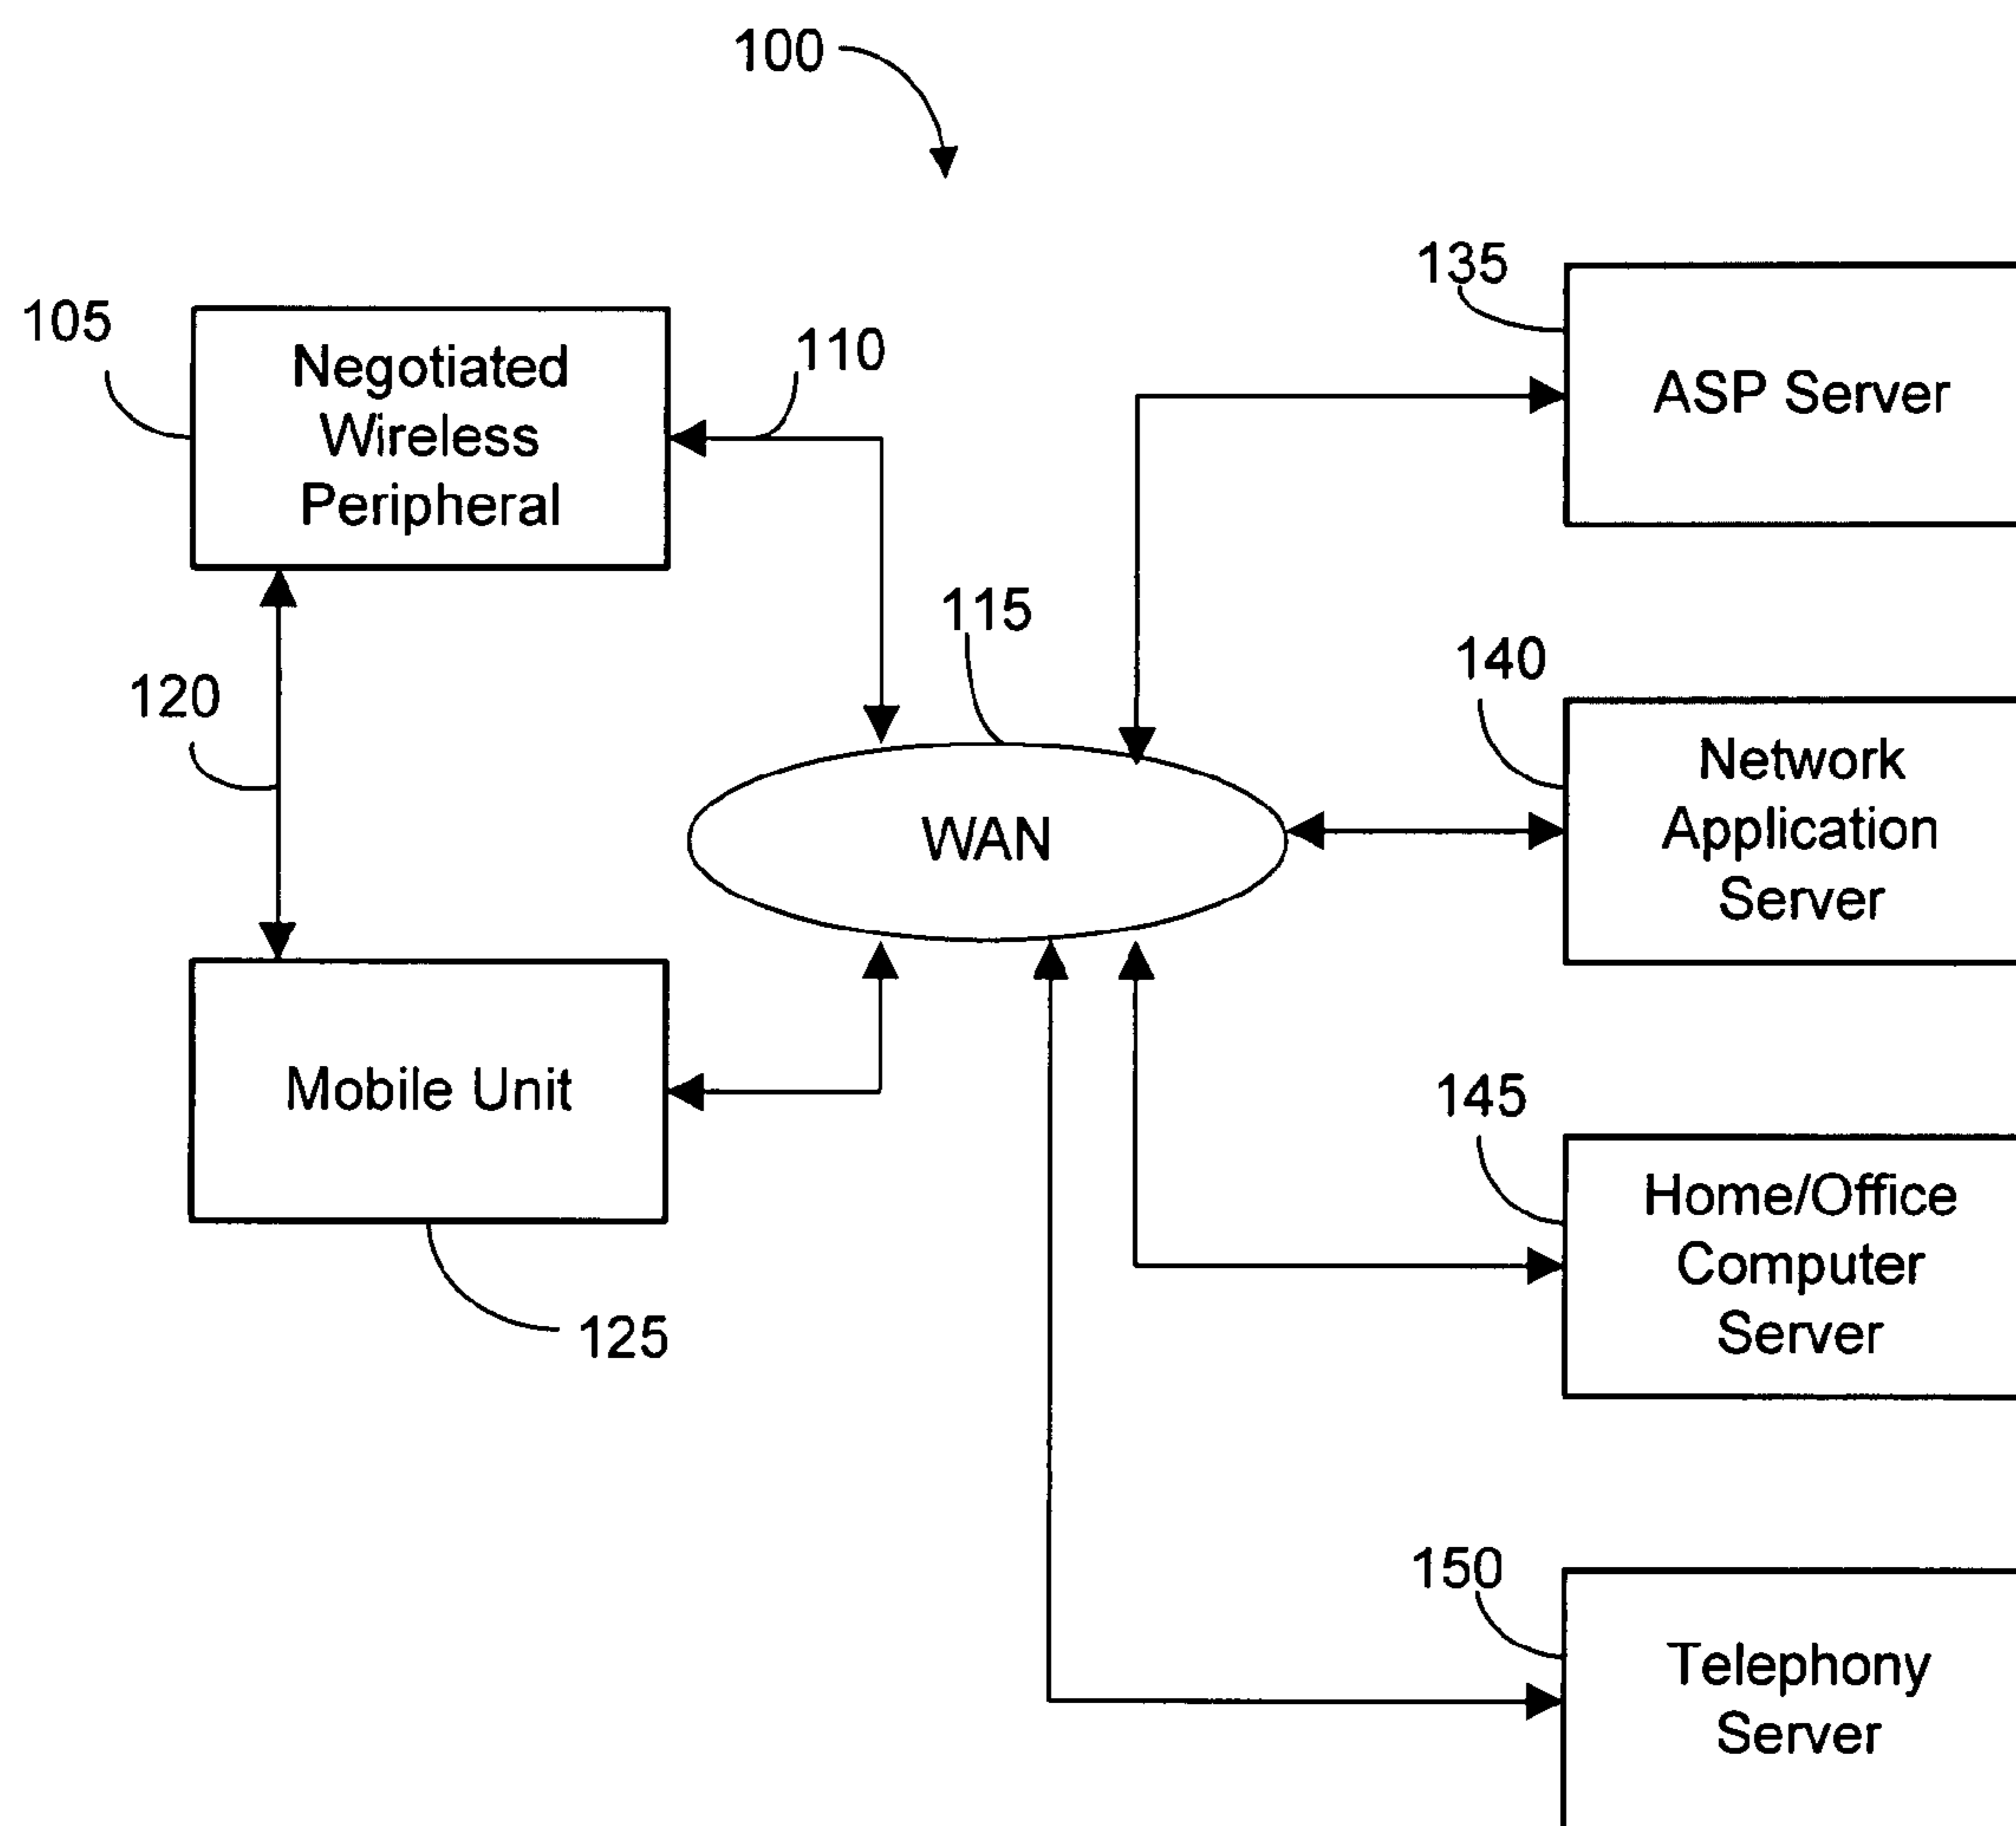 100
135
105
Negotiated
Wireless
Peripheral
110
ASP Server
115
120
140
WAN
Network
Application
Server
Mobile Unit
145
Home/Office
Computer
Server
125
150
Telephony
Server